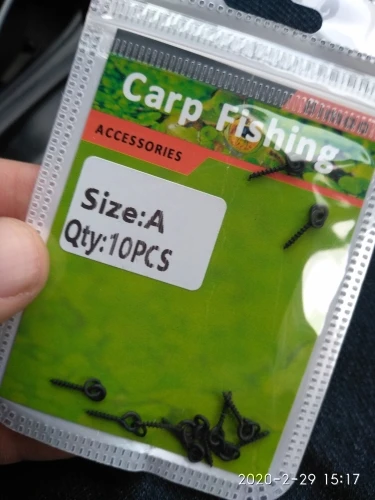 Carp Fishing
ACCESSORIES
Size:A
Qty:10PCS
2020-2-29 15:17